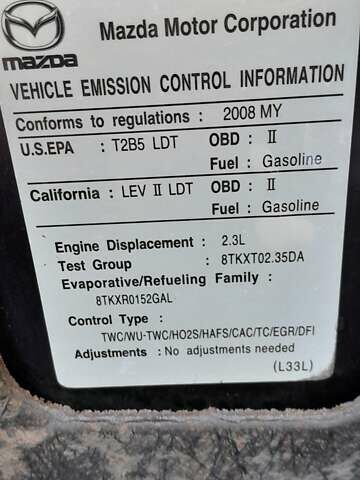 Mazda Motor Corporation
mazda
VEHICLE EMISSION CONTROL INFORMATION
Conforms to regulations : 2008 MY
U.S.EPA : T2B5 LDT OBD : II
Fuel : Gasoline
California : LEV II LDT OBD : II
Fuel : Gasoline
Engine Displacement : 2.3L
Test Group : 8TKXT02.35DA
Evaporative/Refueling Family :
8TKXR0152GAL
Control Type :
TWC/WU-TWC/HO2S/HAFS/CAC/TC/EGR/DFI
Adjustments : No adjustments needed
(L33L)